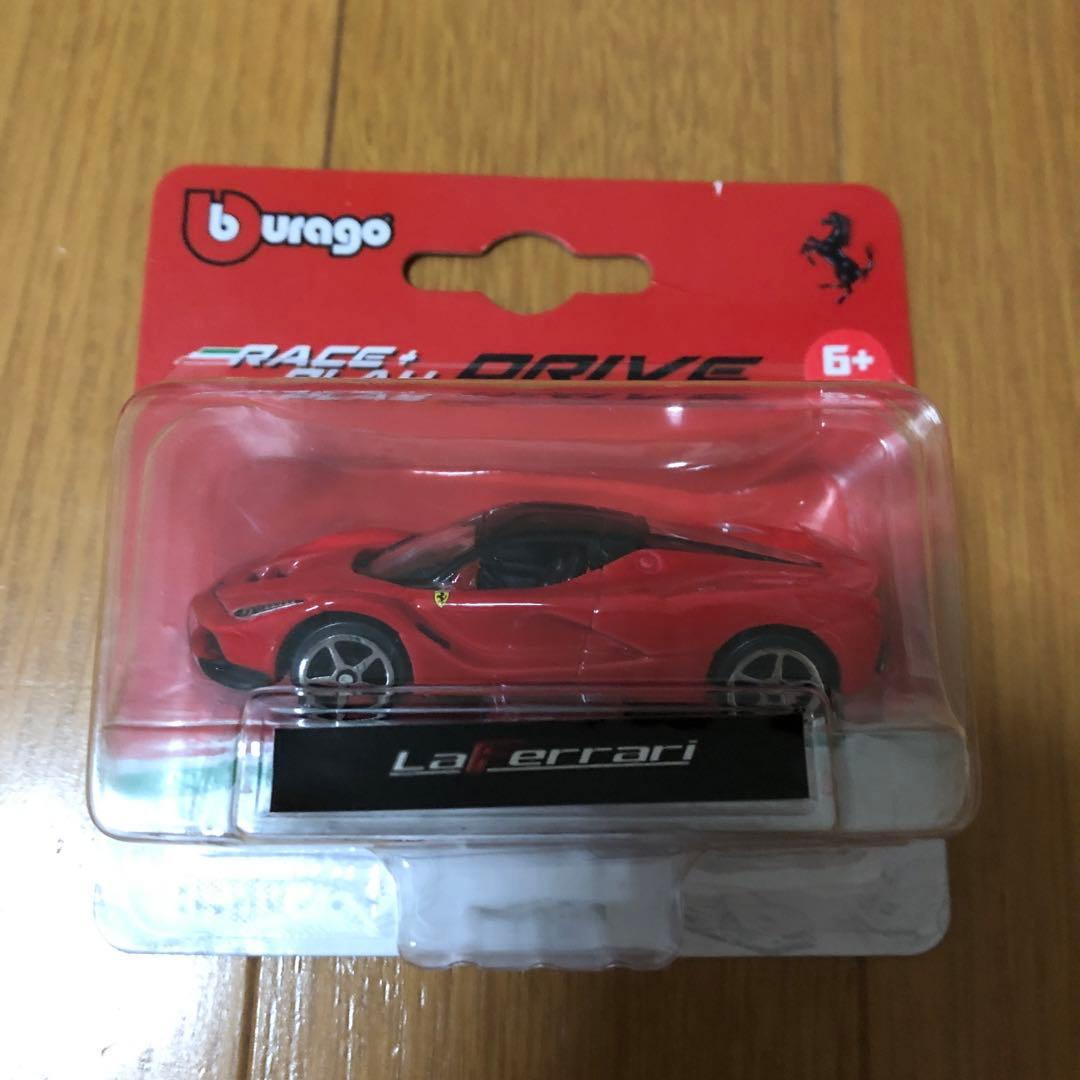 burago
RACE+
PLAY
DRIVE
6+
LaFerrari